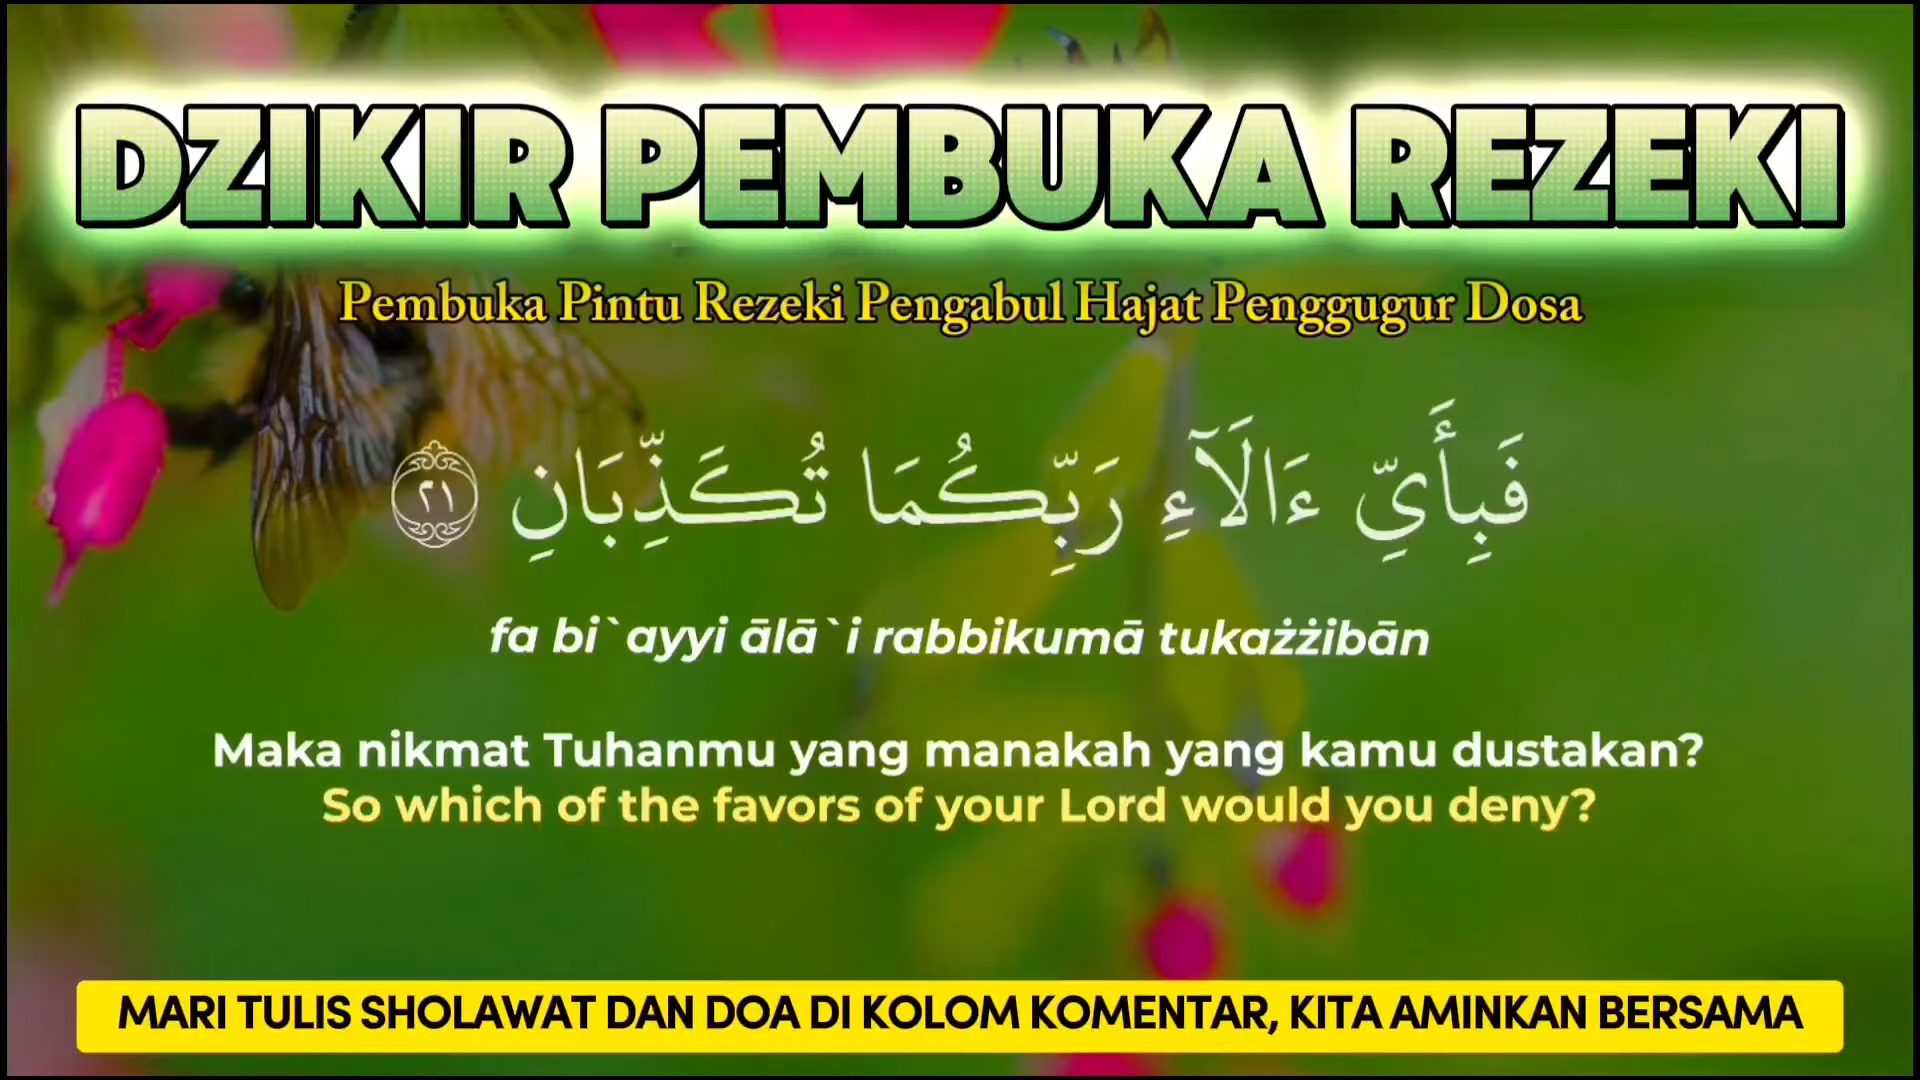 DZIKIR PEMBUKA REZEKI
Pembuka Pintu Rezeki Pengabul Hajat Penggugur Dosa
فَبِأَيِّ ءَالَآءِ رَبِّكُمَا تُكَذِّبَانِ ٢١
fa bi`ayyi ālā`i rabbikumā tukażżibān
Maka nikmat Tuhanmu yang manakah yang kamu dustakan?
So which of the favors of your Lord would you deny?
MARI TULIS SHOLAWAT DAN DOA DI KOLOM KOMENTAR, KITA AMINKAN BERSAMA